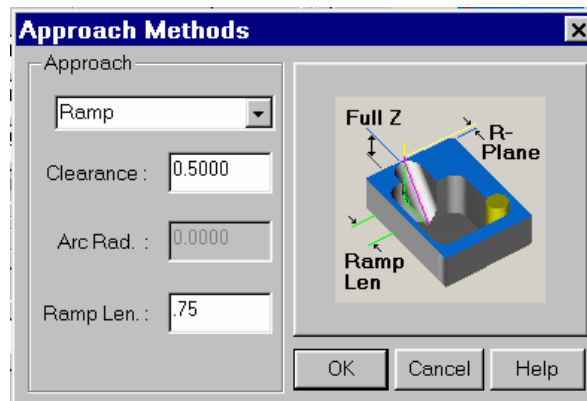 Approach Methods
Approach
Ramp
Clearance :
0.5000
Arc Rad. :
0.0000
Ramp Len. :
.75
Full Z
R-
Plane
Ramp
Len
OK
Cancel
Help